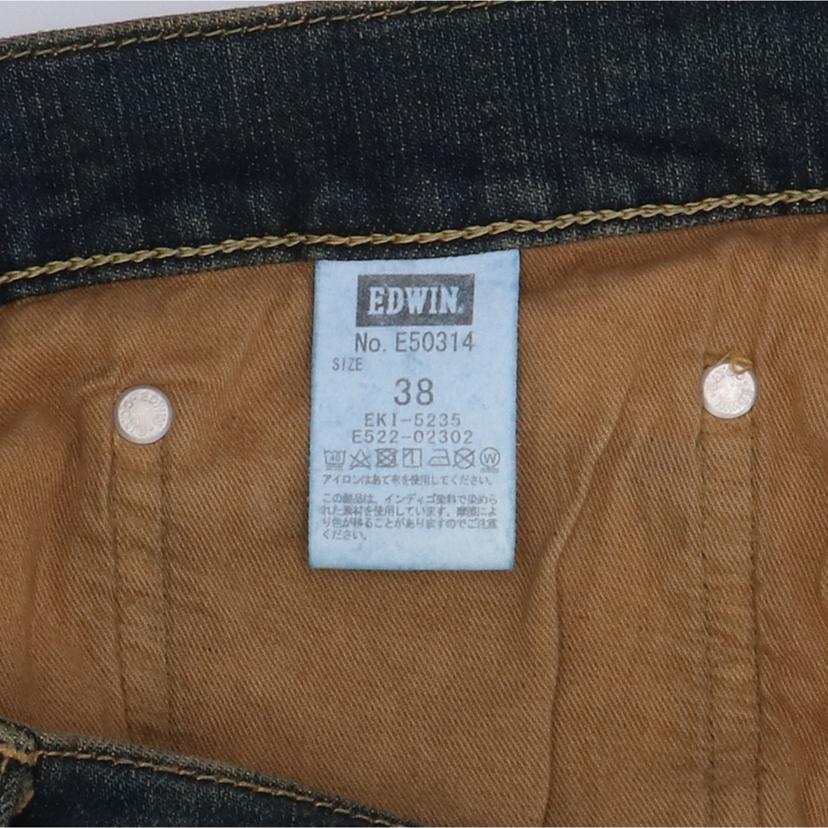 EDWIN.
No. E50314
SIZE
38
EKI-5235
E522-02302
アイロンはあて布を使用してください。
この製品は、インディゴ染料で染めら
れた素材を使用しています。摩擦によ
り色が移ることがありますのでご注意
ください。